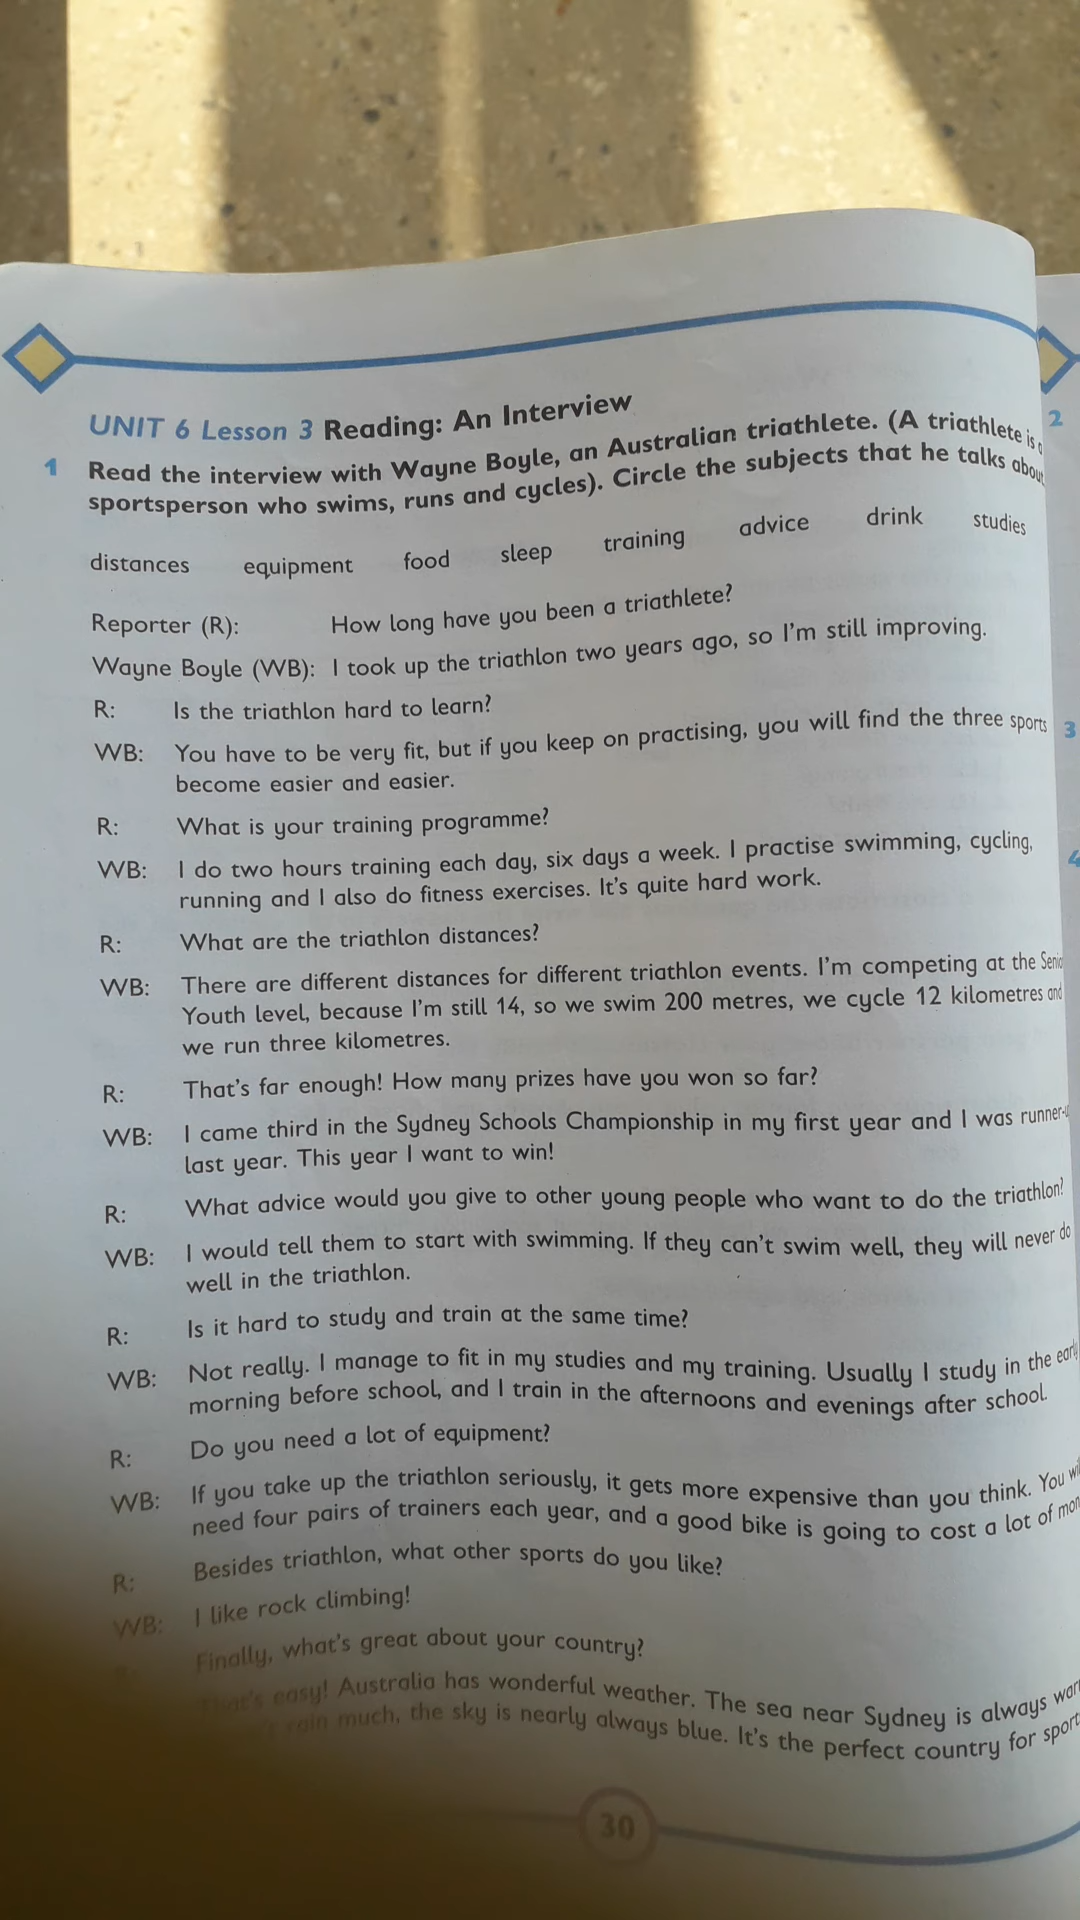 UNIT 6 Lesson 3 Reading: An Interview
1 Read the interview with Wayne Boyle, an Australian triathlete. (A triathlete is a
sportsperson who swims, runs and cycles). Circle the subjects that he talks about
distances equipment food sleep training advice drink studies
Reporter (R): How long have you been a triathlete?
Wayne Boyle (WB): I took up the triathlon two years ago, so I'm still improving.
R: Is the triathlon hard to learn?
WB: You have to be very fit, but if you keep on practising, you will find the three sports
become easier and easier.
R: What is your training programme?
WB: I do two hours training each day, six days a week. I practise swimming, cycling,
running and I also do fitness exercises. It's quite hard work.
R: What are the triathlon distances?
WB: There are different distances for different triathlon events. I'm competing at the
Youth level, because I'm still 14, so we swim 200 metres, we cycle 12 kilometres and
we run three kilometres.
R: That's far enough! How many prizes have you won so far?
WB: I came third in the Sydney Schools Championship in my first year and I was runner-
last year. This year I want to win!
R: What advice would you give to other young people who want to do the triathlon?
WB: I would tell them to start with swimming. If they can't swim well, they will never do
well in the triathlon.
R: Is it hard to study and train at the same time?
WB: Not really. I manage to fit in my studies and my training. Usually I study in the
morning before school, and I train in the afternoons and evenings after school.
R: Do you need a lot of equipment?
WB: If you take up the triathlon seriously, it gets more expensive than you think. You
need four pairs of trainers each year, and a good bike is going to cost a lot of
R: Besides triathlon, what other sports do you like?
WB: I like rock climbing!
Finally, what's great about your country?
That's easy! Australia has wonderful weather. The sea near Sydney is always
rain much, the sky is nearly always blue. It's the perfect country for
30
2
3
4